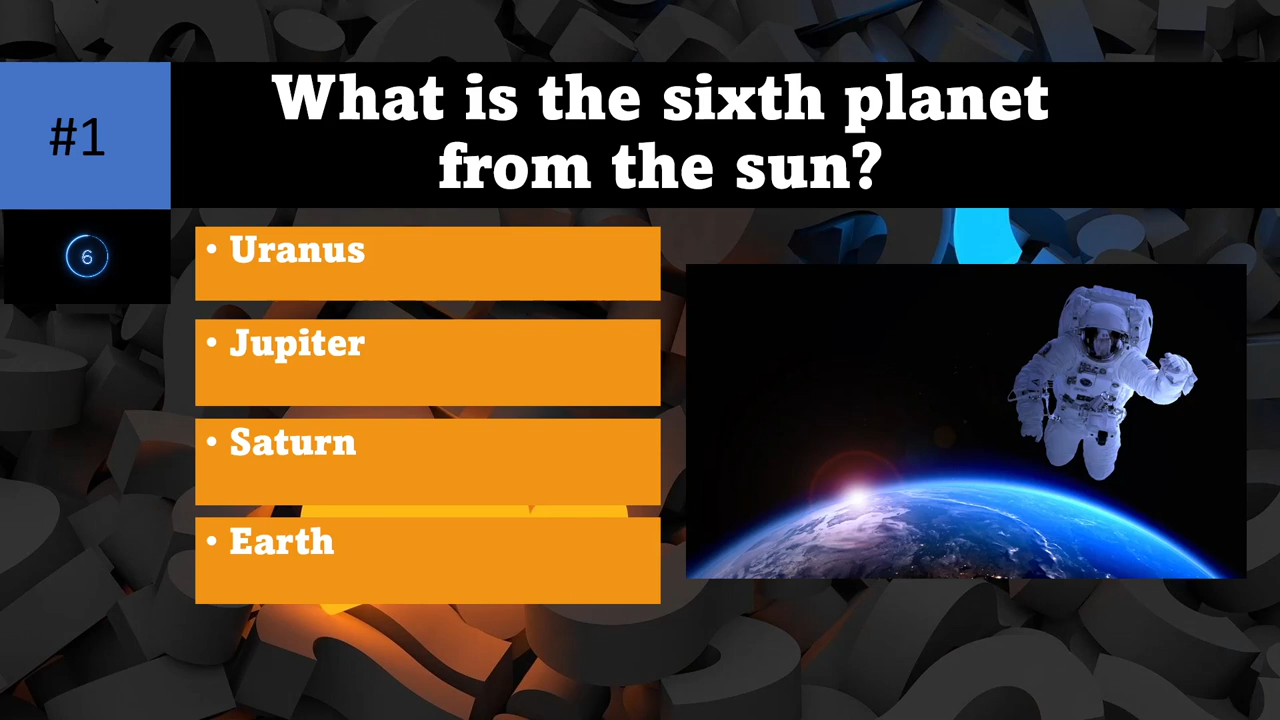 #1
What is the sixth planet
from the sun?
6
• Uranus
• Jupiter
• Saturn
• Earth